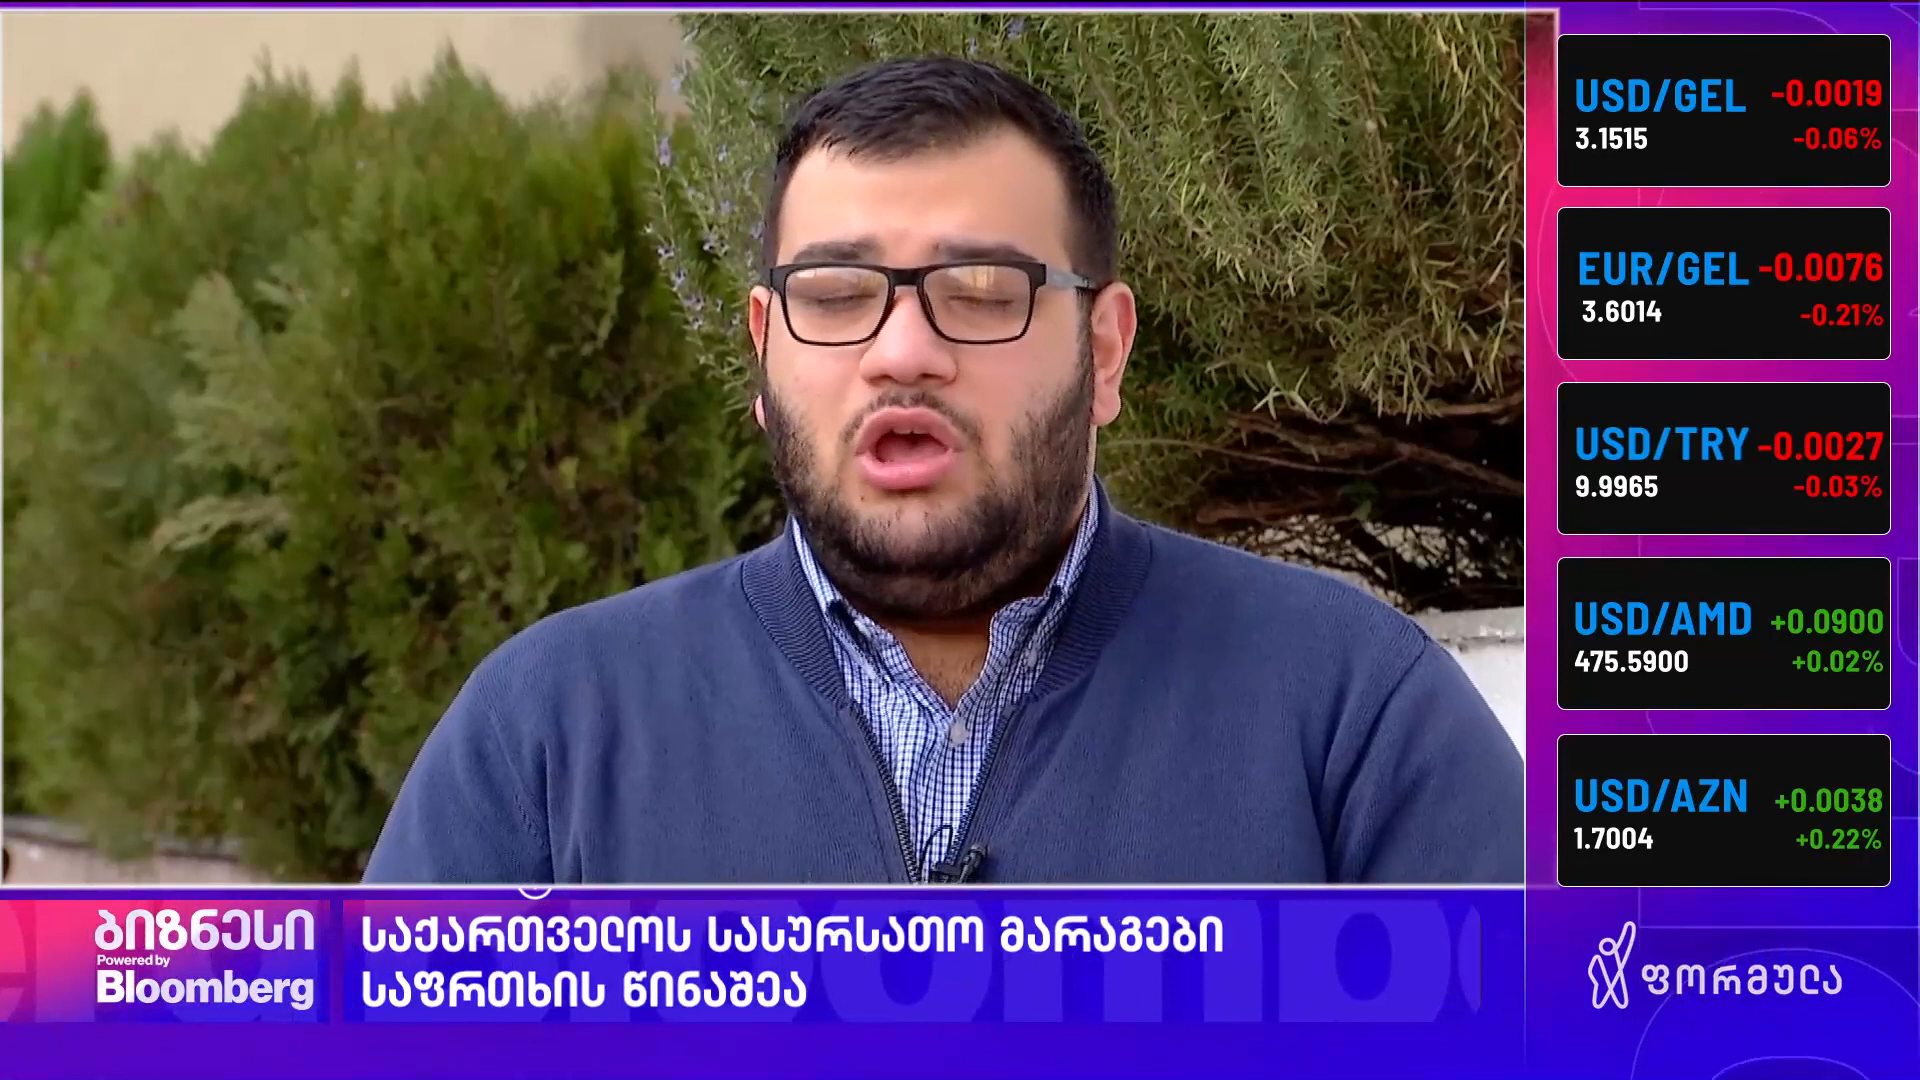 USD/GEL -0.0019
3.1515 -0.06%
EUR/GEL -0.0076
3.6014 -0.21%
USD/TRY -0.0027
9.9965 -0.03%
USD/AMD +0.0900
475.5900 +0.02%
USD/AZN +0.0038
1.7004 +0.22%
ბიზნესი
Powered by
Bloomberg
საქართველოს სასურსათო მარაგები
საფრთხის წინაშეა
ფორმულა